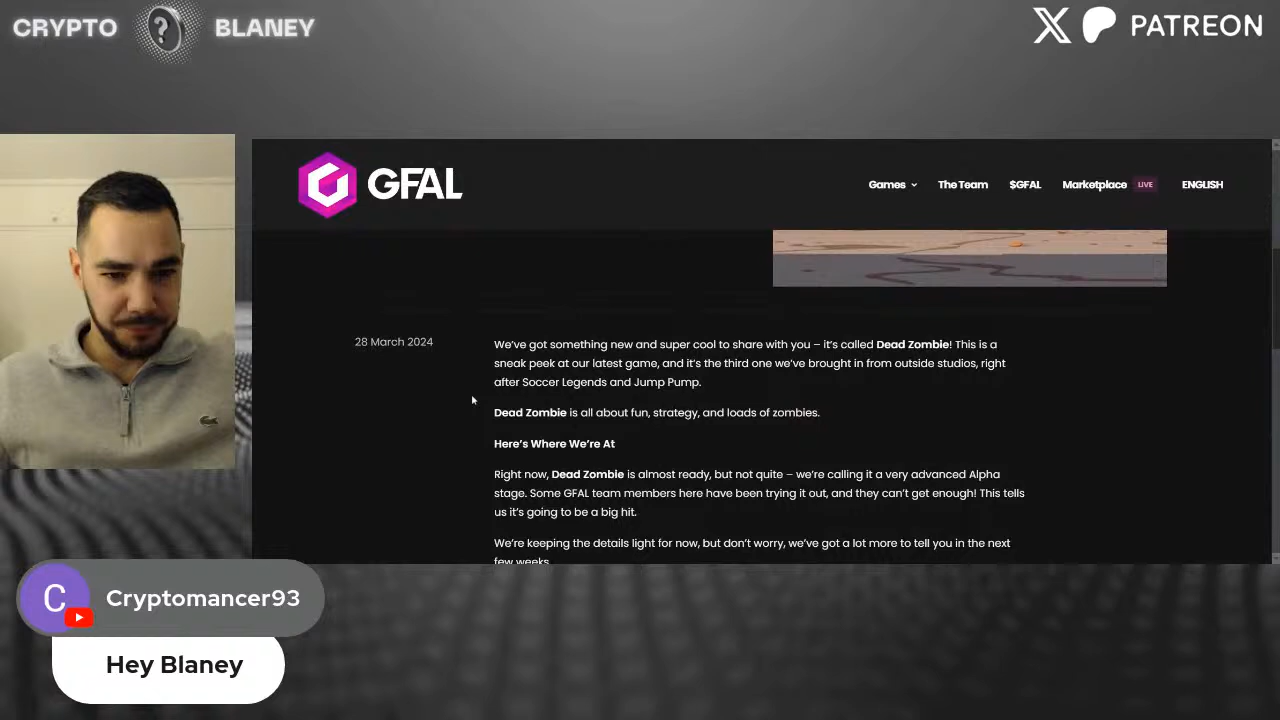 CRYPTO ? BLANEY
X PATREON
GFAL
Games The Team $GFAL Marketplace LIVE ENGLISH
28 March 2024
We've got something new and super cool to share with you – it's called Dead Zombie! This is a
sneak peek at our latest game, and it's the third one we've brought in from outside studios, right
after Soccer Legends and Jump Pump.
Dead Zombie is all about fun, strategy, and loads of zombies.
Here's Where We're At
Right now, Dead Zombie is almost ready, but not quite – we're calling it a very advanced Alpha
stage. Some GFAL team members here have been trying it out, and they can't get enough! This tells
us it's going to be a big hit.
We're keeping the details light for now, but don't worry, we've got a lot more to tell you in the next
few weeks.
C Cryptomancer93
Hey Blaney